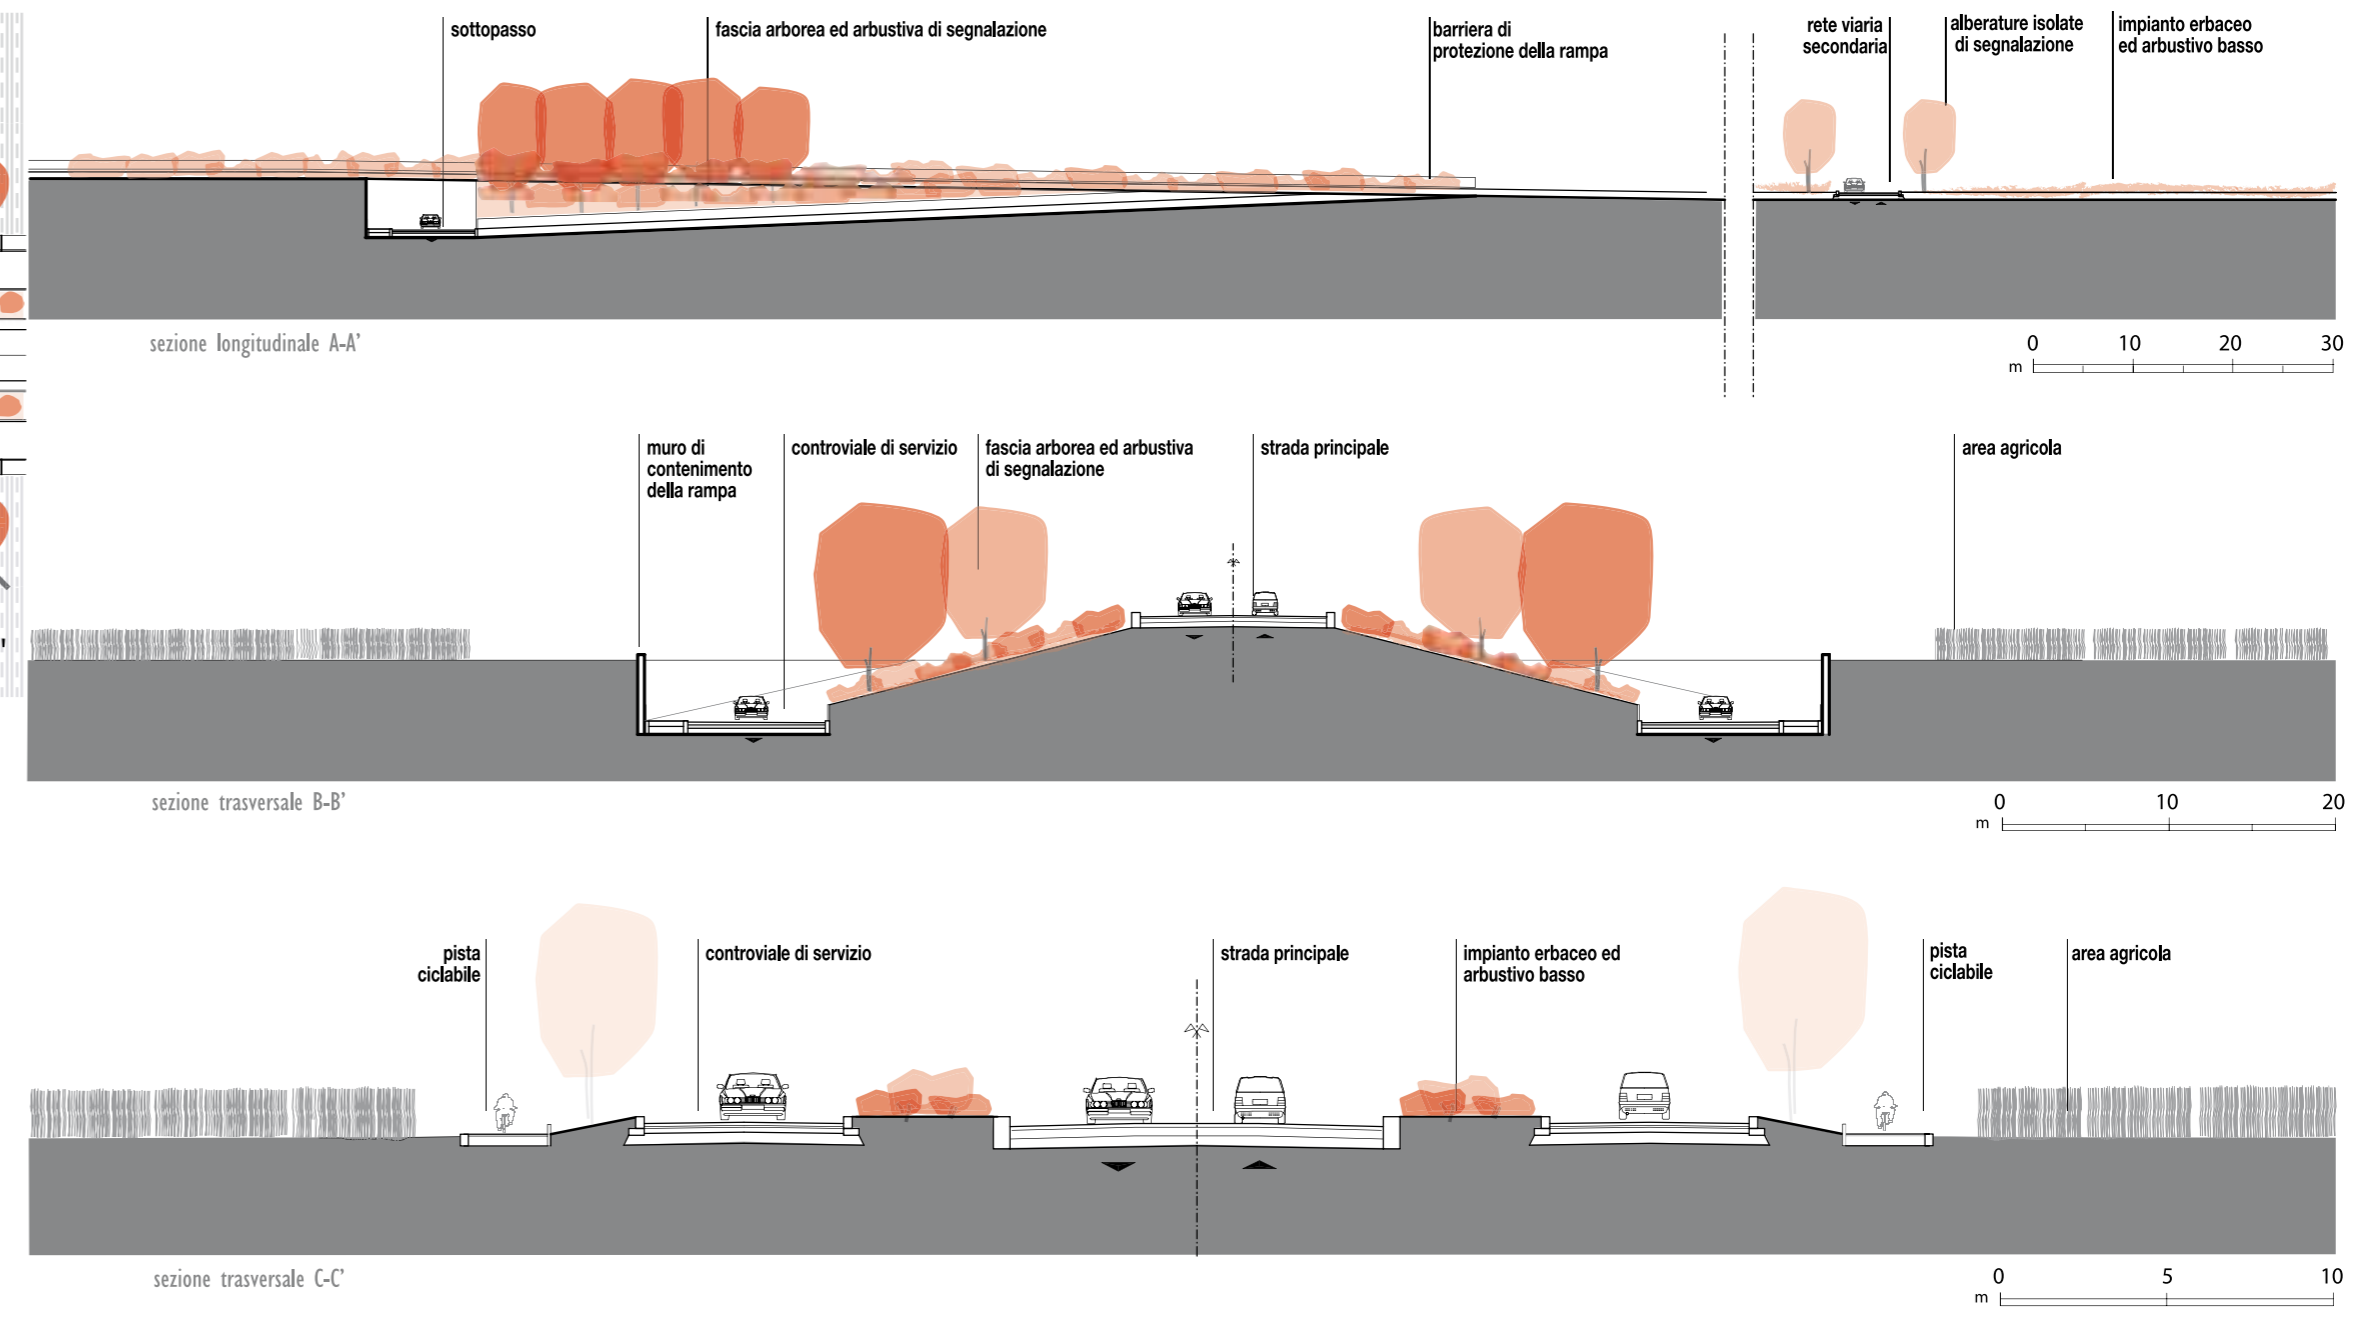 sottopasso
fascia arborea ed arbustiva di segnalazione
barriera di
protezione della rampa
rete viaria
secondaria
alberature isolate
di segnalazione
impianto erbaceo
ed arbustivo basso
sezione longitudinale A-A'
0 10 20 30
m
muro di
contenimento
della rampa
controviale di servizio
fascia arborea ed arbustiva
di segnalazione
strada principale
area agricola
sezione trasversale B-B'
0 10 20
m
pista
ciclabile
controviale di servizio
strada principale
impianto erbaceo ed
arbustivo basso
pista
ciclabile
area agricola
sezione trasversale C-C'
0 5 10
m